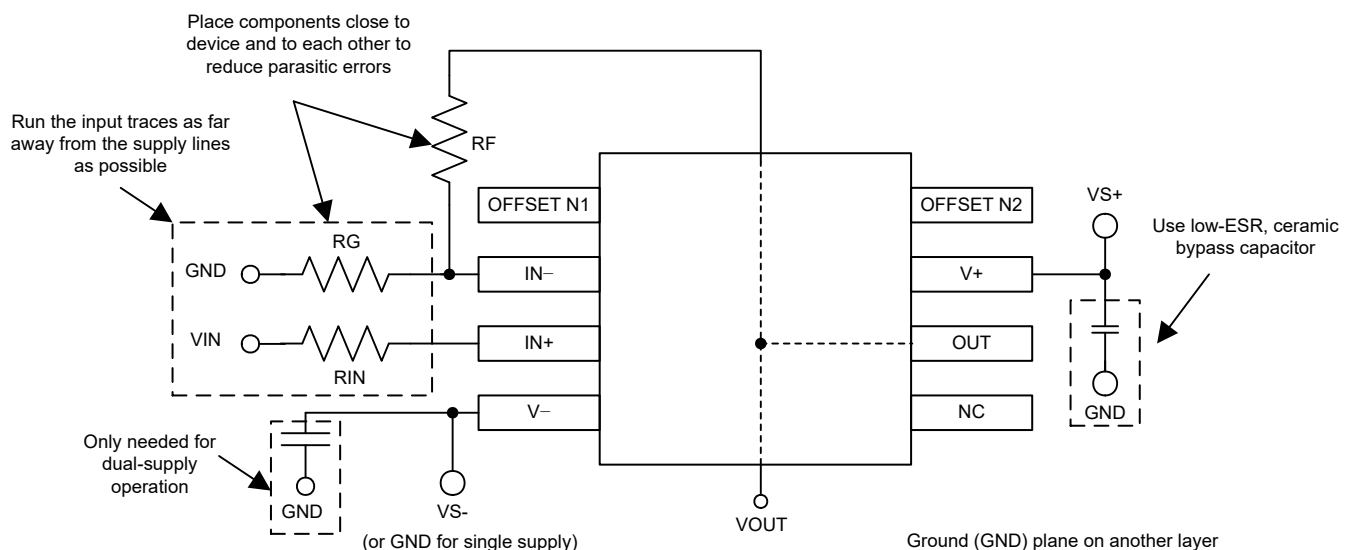 Place components close to
device and to each other to
reduce parasitic errors
Run the input traces as far
away from the supply lines
as possible
RF
OFFSET N1
OFFSET N2
VS+
Use low-ESR, ceramic
bypass capacitor
RG
GND
IN−
V+
VIN
IN+
OUT
RIN
V−
NC
GND
Only needed for
dual-supply
operation
GND
VS-
(or GND for single supply)
VOUT
Ground (GND) plane on another layer